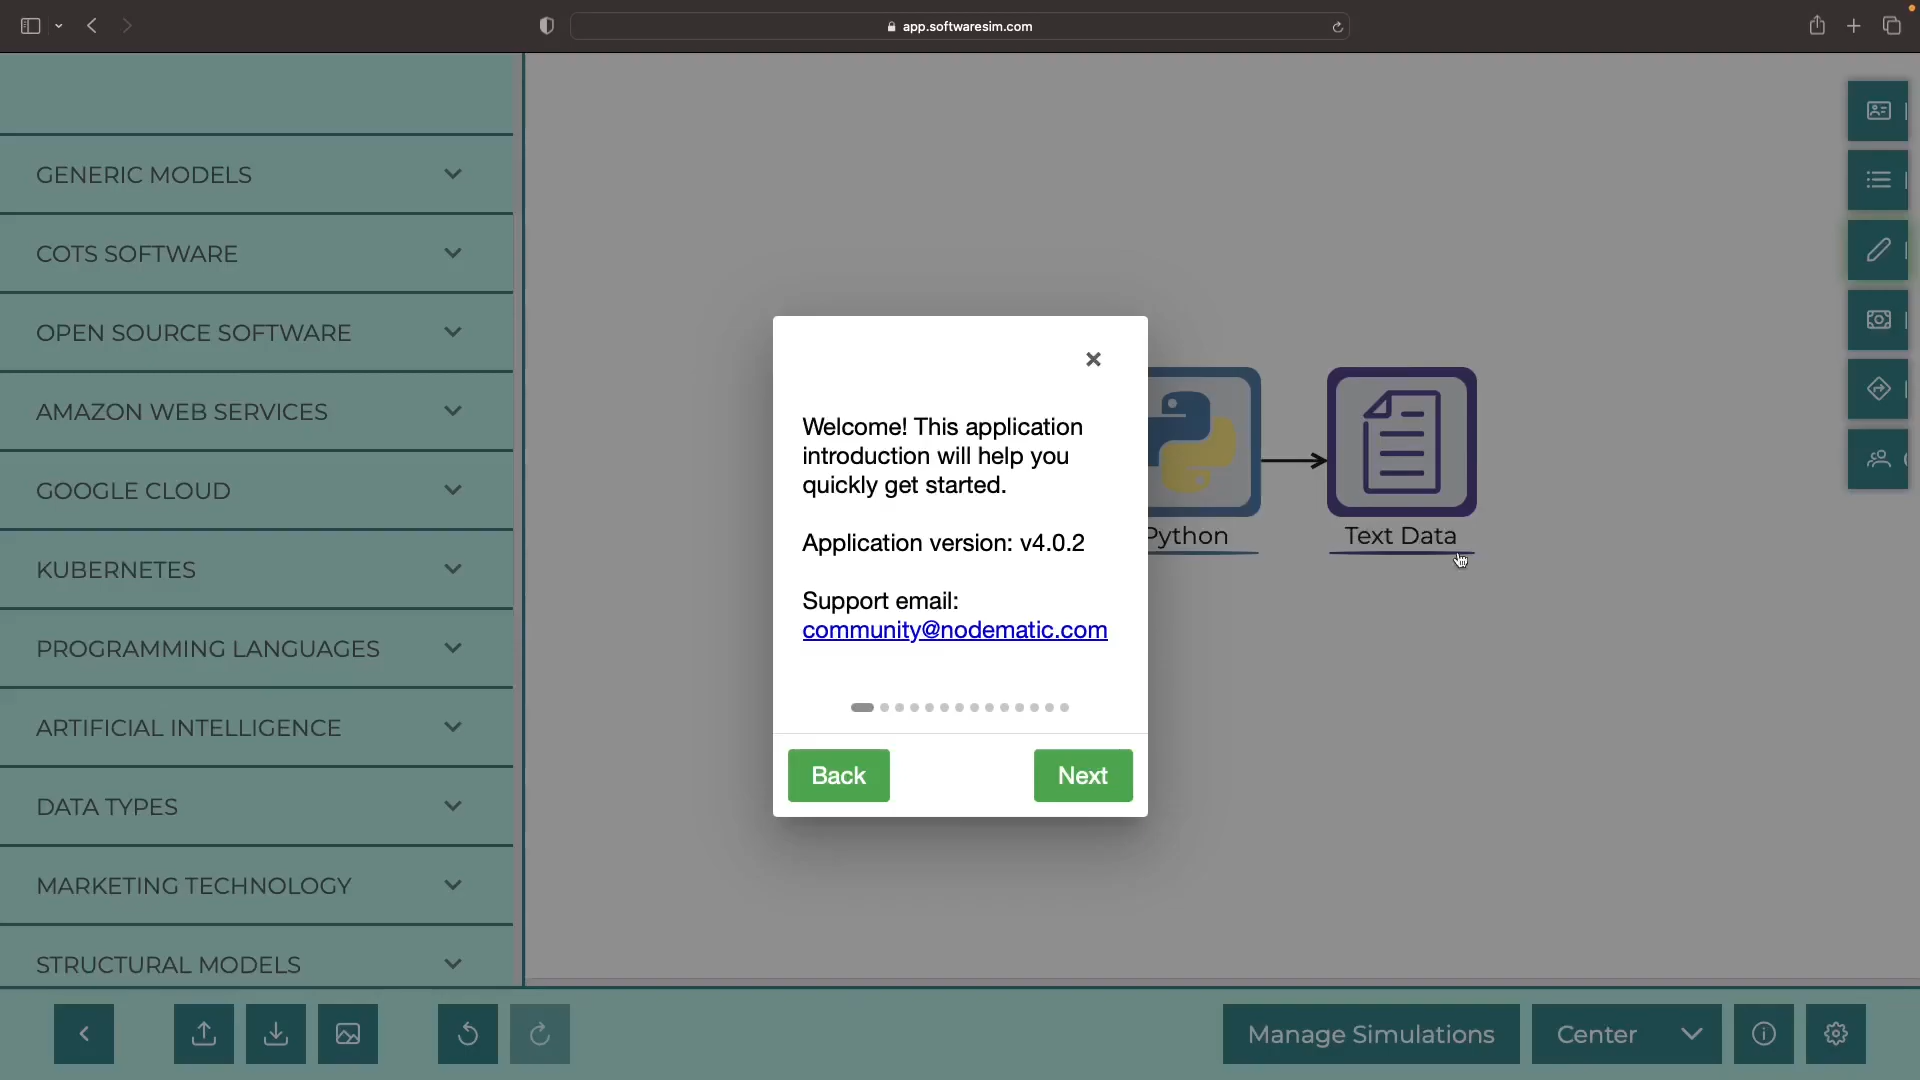 app.softwaresim.com
GENERIC MODELS
COTS SOFTWARE
OPEN SOURCE SOFTWARE
AMAZON WEB SERVICES
GOOGLE CLOUD
KUBERNETES
PROGRAMMING LANGUAGES
ARTIFICIAL INTELLIGENCE
DATA TYPES
MARKETING TECHNOLOGY
STRUCTURAL MODELS
Welcome! This application
introduction will help you
quickly get started.
Application version: v4.0.2
Support email:
community@nodematic.com
Back
Next
Python
Text Data
Manage Simulations
Center